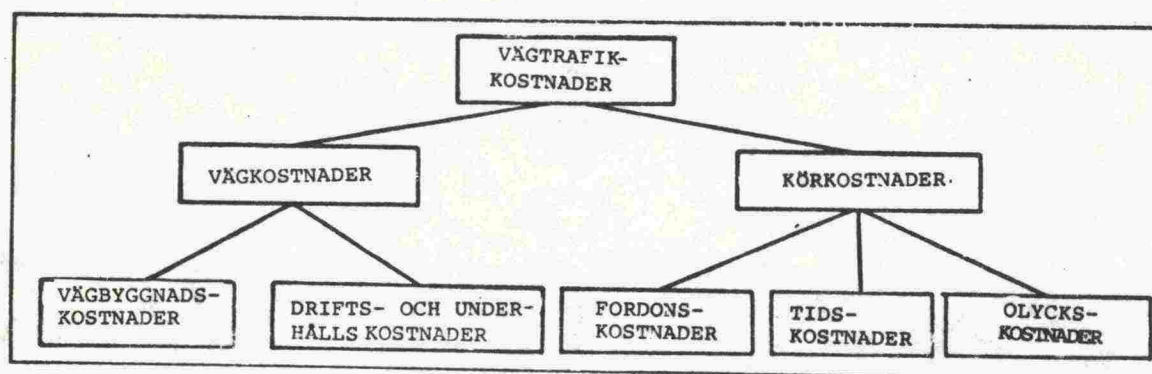 VÄGTRAFIK-
KOSTNADER
VÄGKOSTNADER
KÖRKOSTNADER
VÄGBYGGNADS-
KOSTNADER
DRIFTS- OCH UNDER-
HÅLLS KOSTNADER
FORDONS-
KOSTNADER
TIDS-
KOSTNADER
OLYCKS-
KOSTNADER